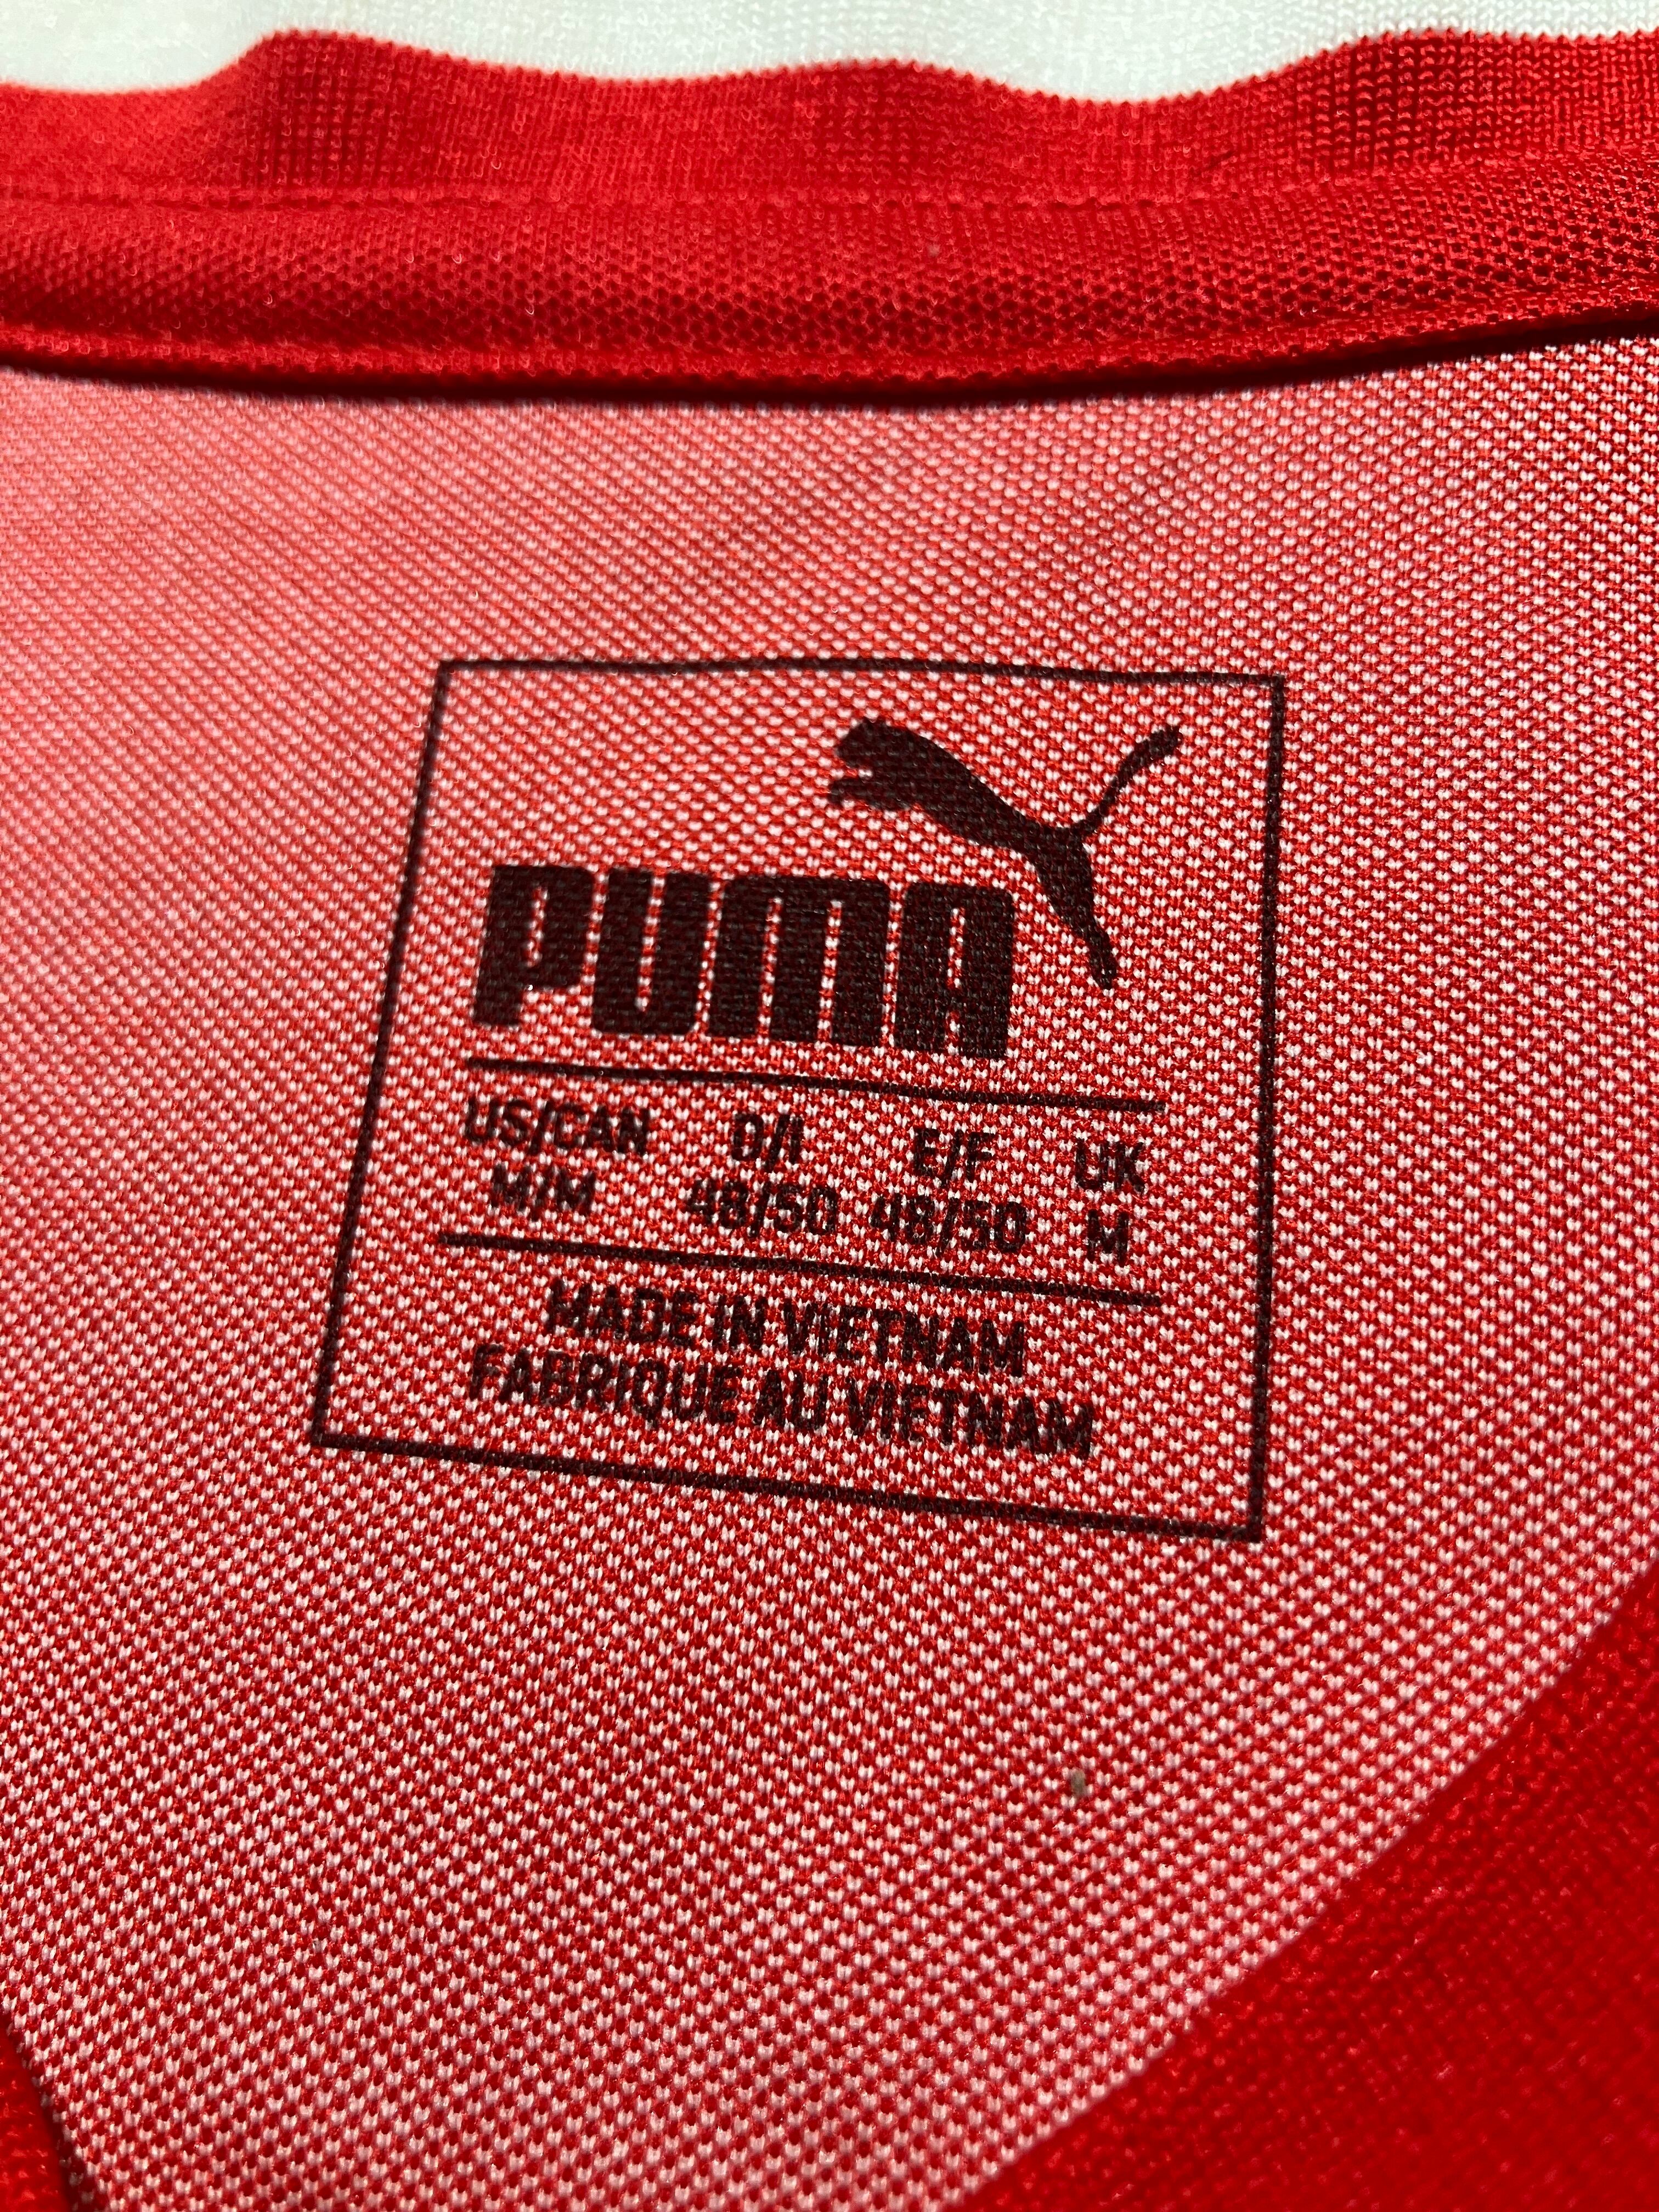 PUMA
US/CAN D/I E/F UK
M/M 48/50 48/50 M
MADE IN VIETNAM
FABRIQUE AU VIETNAM